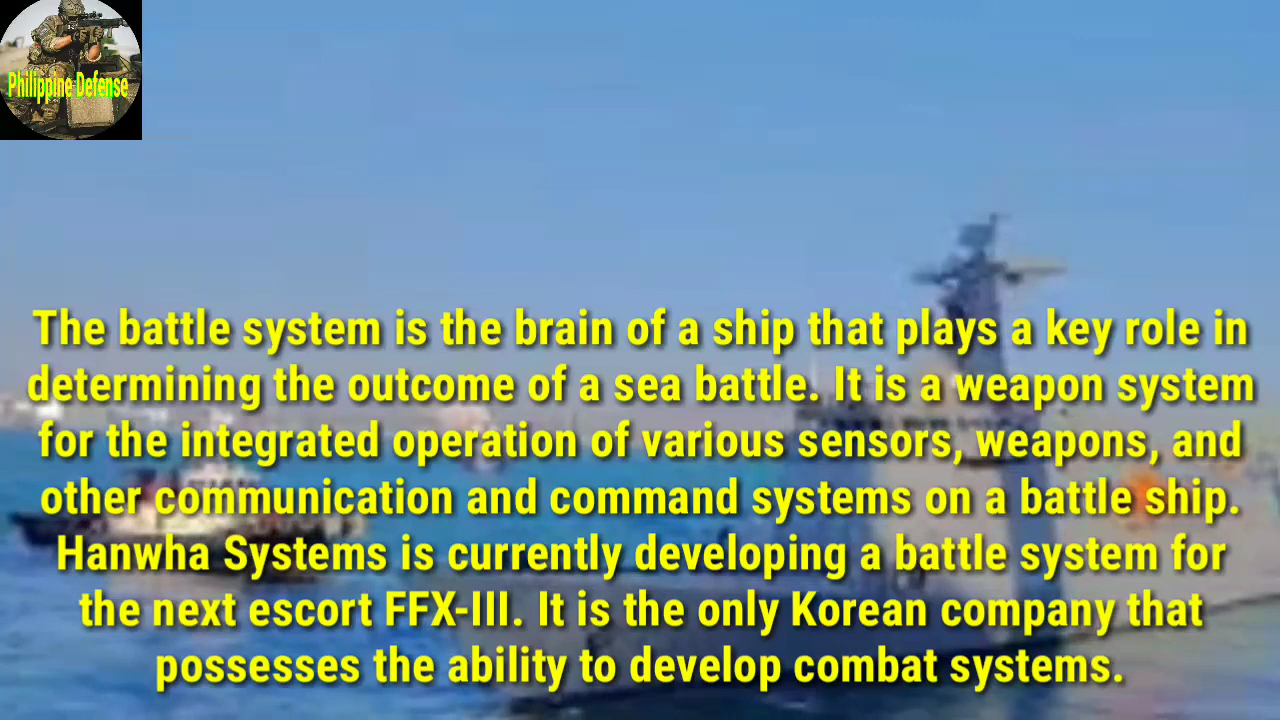 Philippine Defense
The battle system is the brain of a ship that plays a key role in
determining the outcome of a sea battle. It is a weapon system
for the integrated operation of various sensors, weapons, and
other communication and command systems on a battle ship.
Hanwha Systems is currently developing a battle system for
the next escort FFX-III. It is the only Korean company that
possesses the ability to develop combat systems.